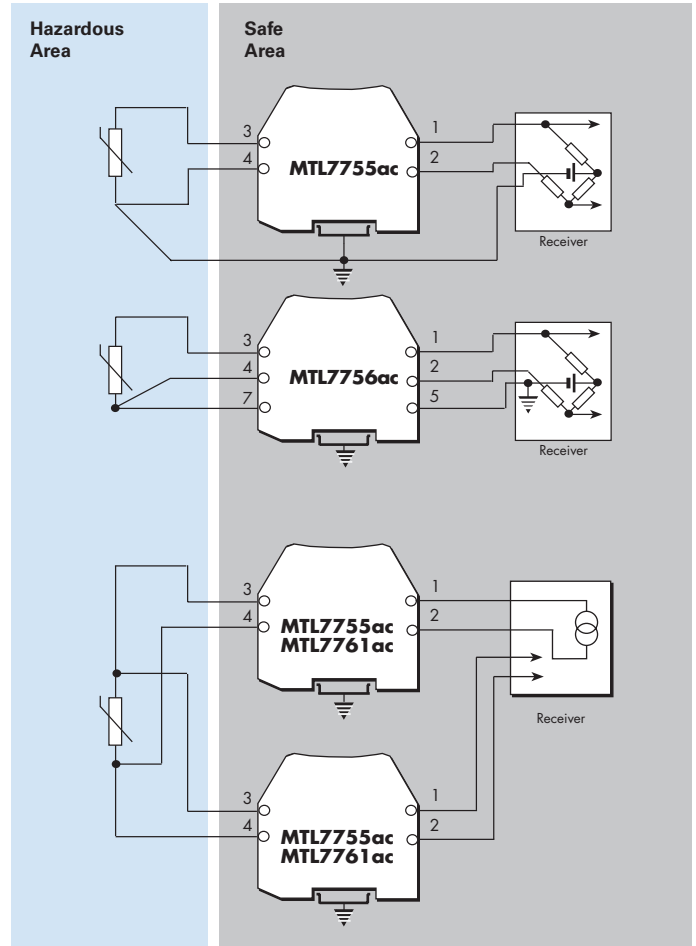 Hazardous
Area
Safe
Area
3
4
MTL7755ac
1
2
Receiver
3
4
7
MTL7756ac
1
2
5
Receiver
3
4
MTL7755ac
MTL7761ac
1
2
Receiver
3
4
MTL7755ac
MTL7761ac
1
2